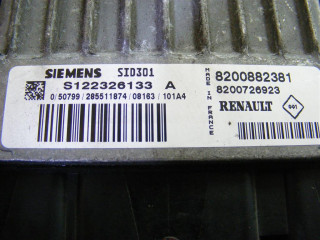 SIEMENS SID301
S122326133 A
0/50799/285511874/08163/101A4
MADE IN FRANCE
8200882381
8200726923
RENAULT